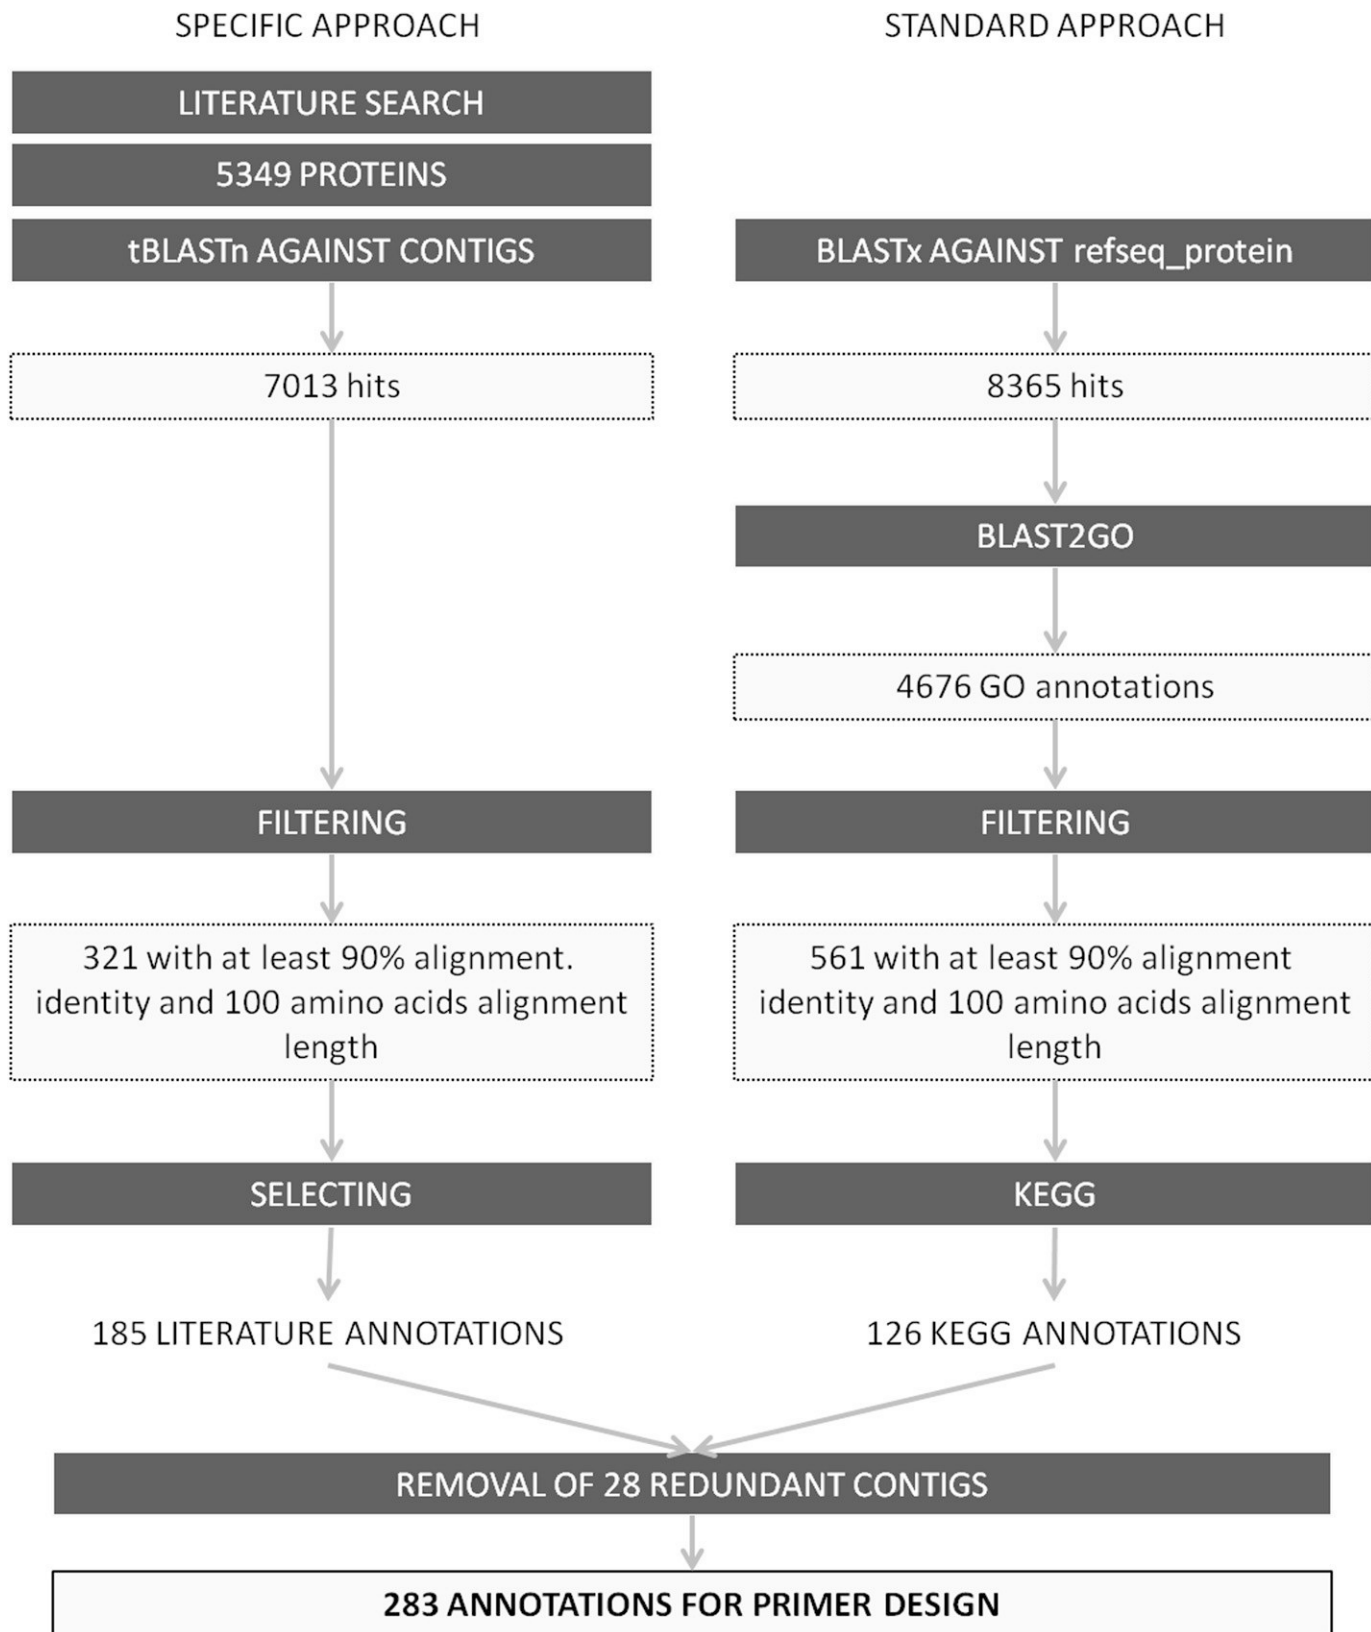 SPECIFIC APPROACH
STANDARD APPROACH
LITERATURE SEARCH
5349 PROTEINS
tBLASTn AGAINST CONTIGS
BLASTx AGAINST refseq_protein
7013 hits
8365 hits
BLAST2GO
4676 GO annotations
FILTERING
FILTERING
321 with at least 90% alignment.
identity and 100 amino acids alignment
length
561 with at least 90% alignment
identity and 100 amino acids alignment
length
SELECTING
KEGG
185 LITERATURE ANNOTATIONS
126 KEGG ANNOTATIONS
REMOVAL OF 28 REDUNDANT CONTIGS
283 ANNOTATIONS FOR PRIMER DESIGN